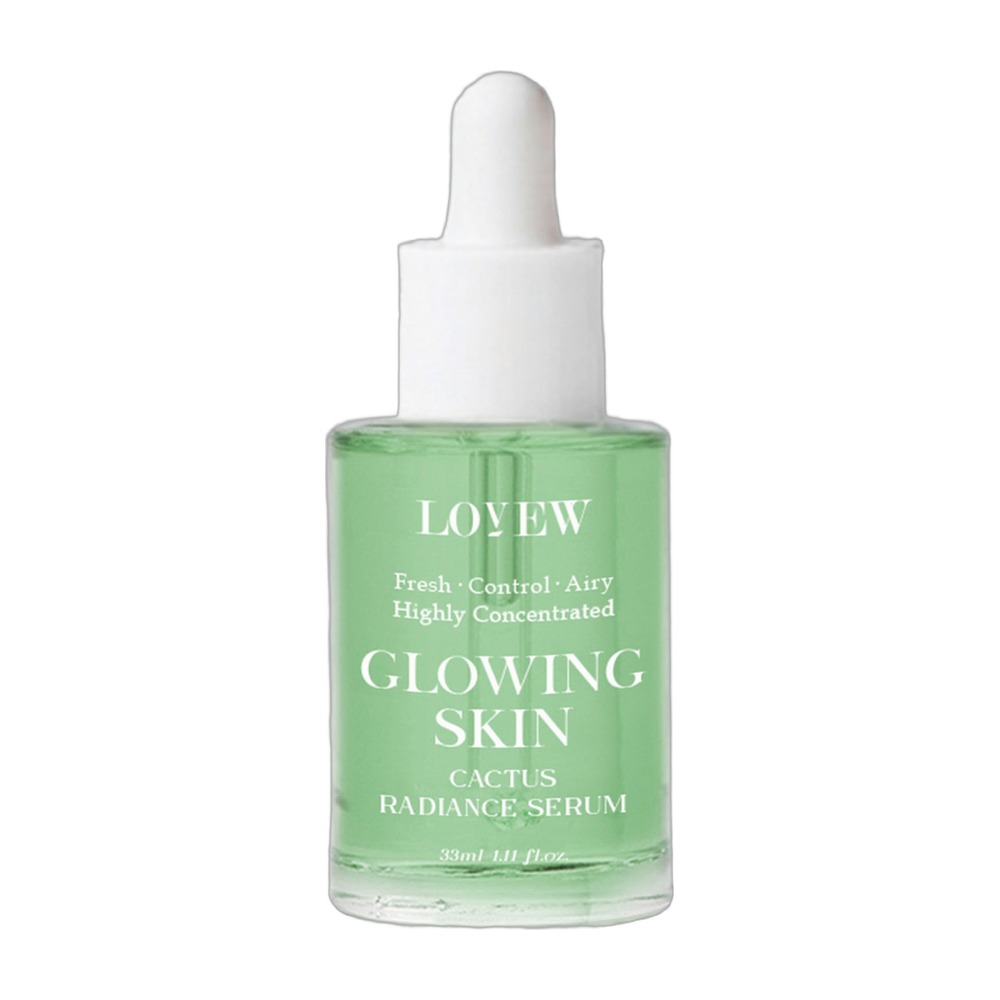 LOVEW
Fresh · Control · Airy
Highly Concentrated
GLOWING
SKIN
CACTUS
RADIANCE SERUM
33ml 1.11 fl.oz.